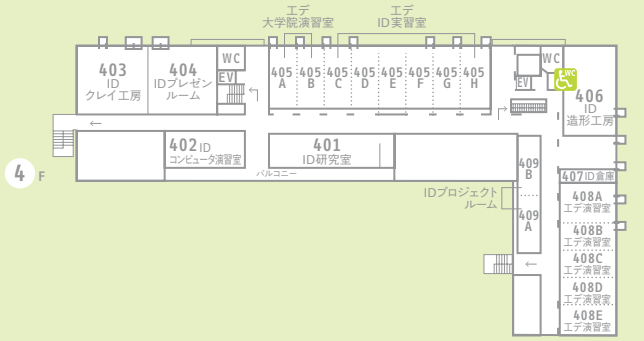 エデ
大学院演習室
エデ
ID実習室
403
ID
クレイ工房
404
IDプレゼン
ルーム
WC
EV
405
A
405
B
405
C
405
D
405
E
405
F
405
G
405
H
WC
EV
WC
406
ID
造形工房
402 ID
コンピュータ演習室
401
ID研究室
バルコニー
4 F
409
B
IDプロジェクト
ルーム
409
A
407 ID倉庫
408A
エデ演習室
408B
エデ演習室
408C
エデ演習室
408D
エデ演習室
408E
エデ演習室